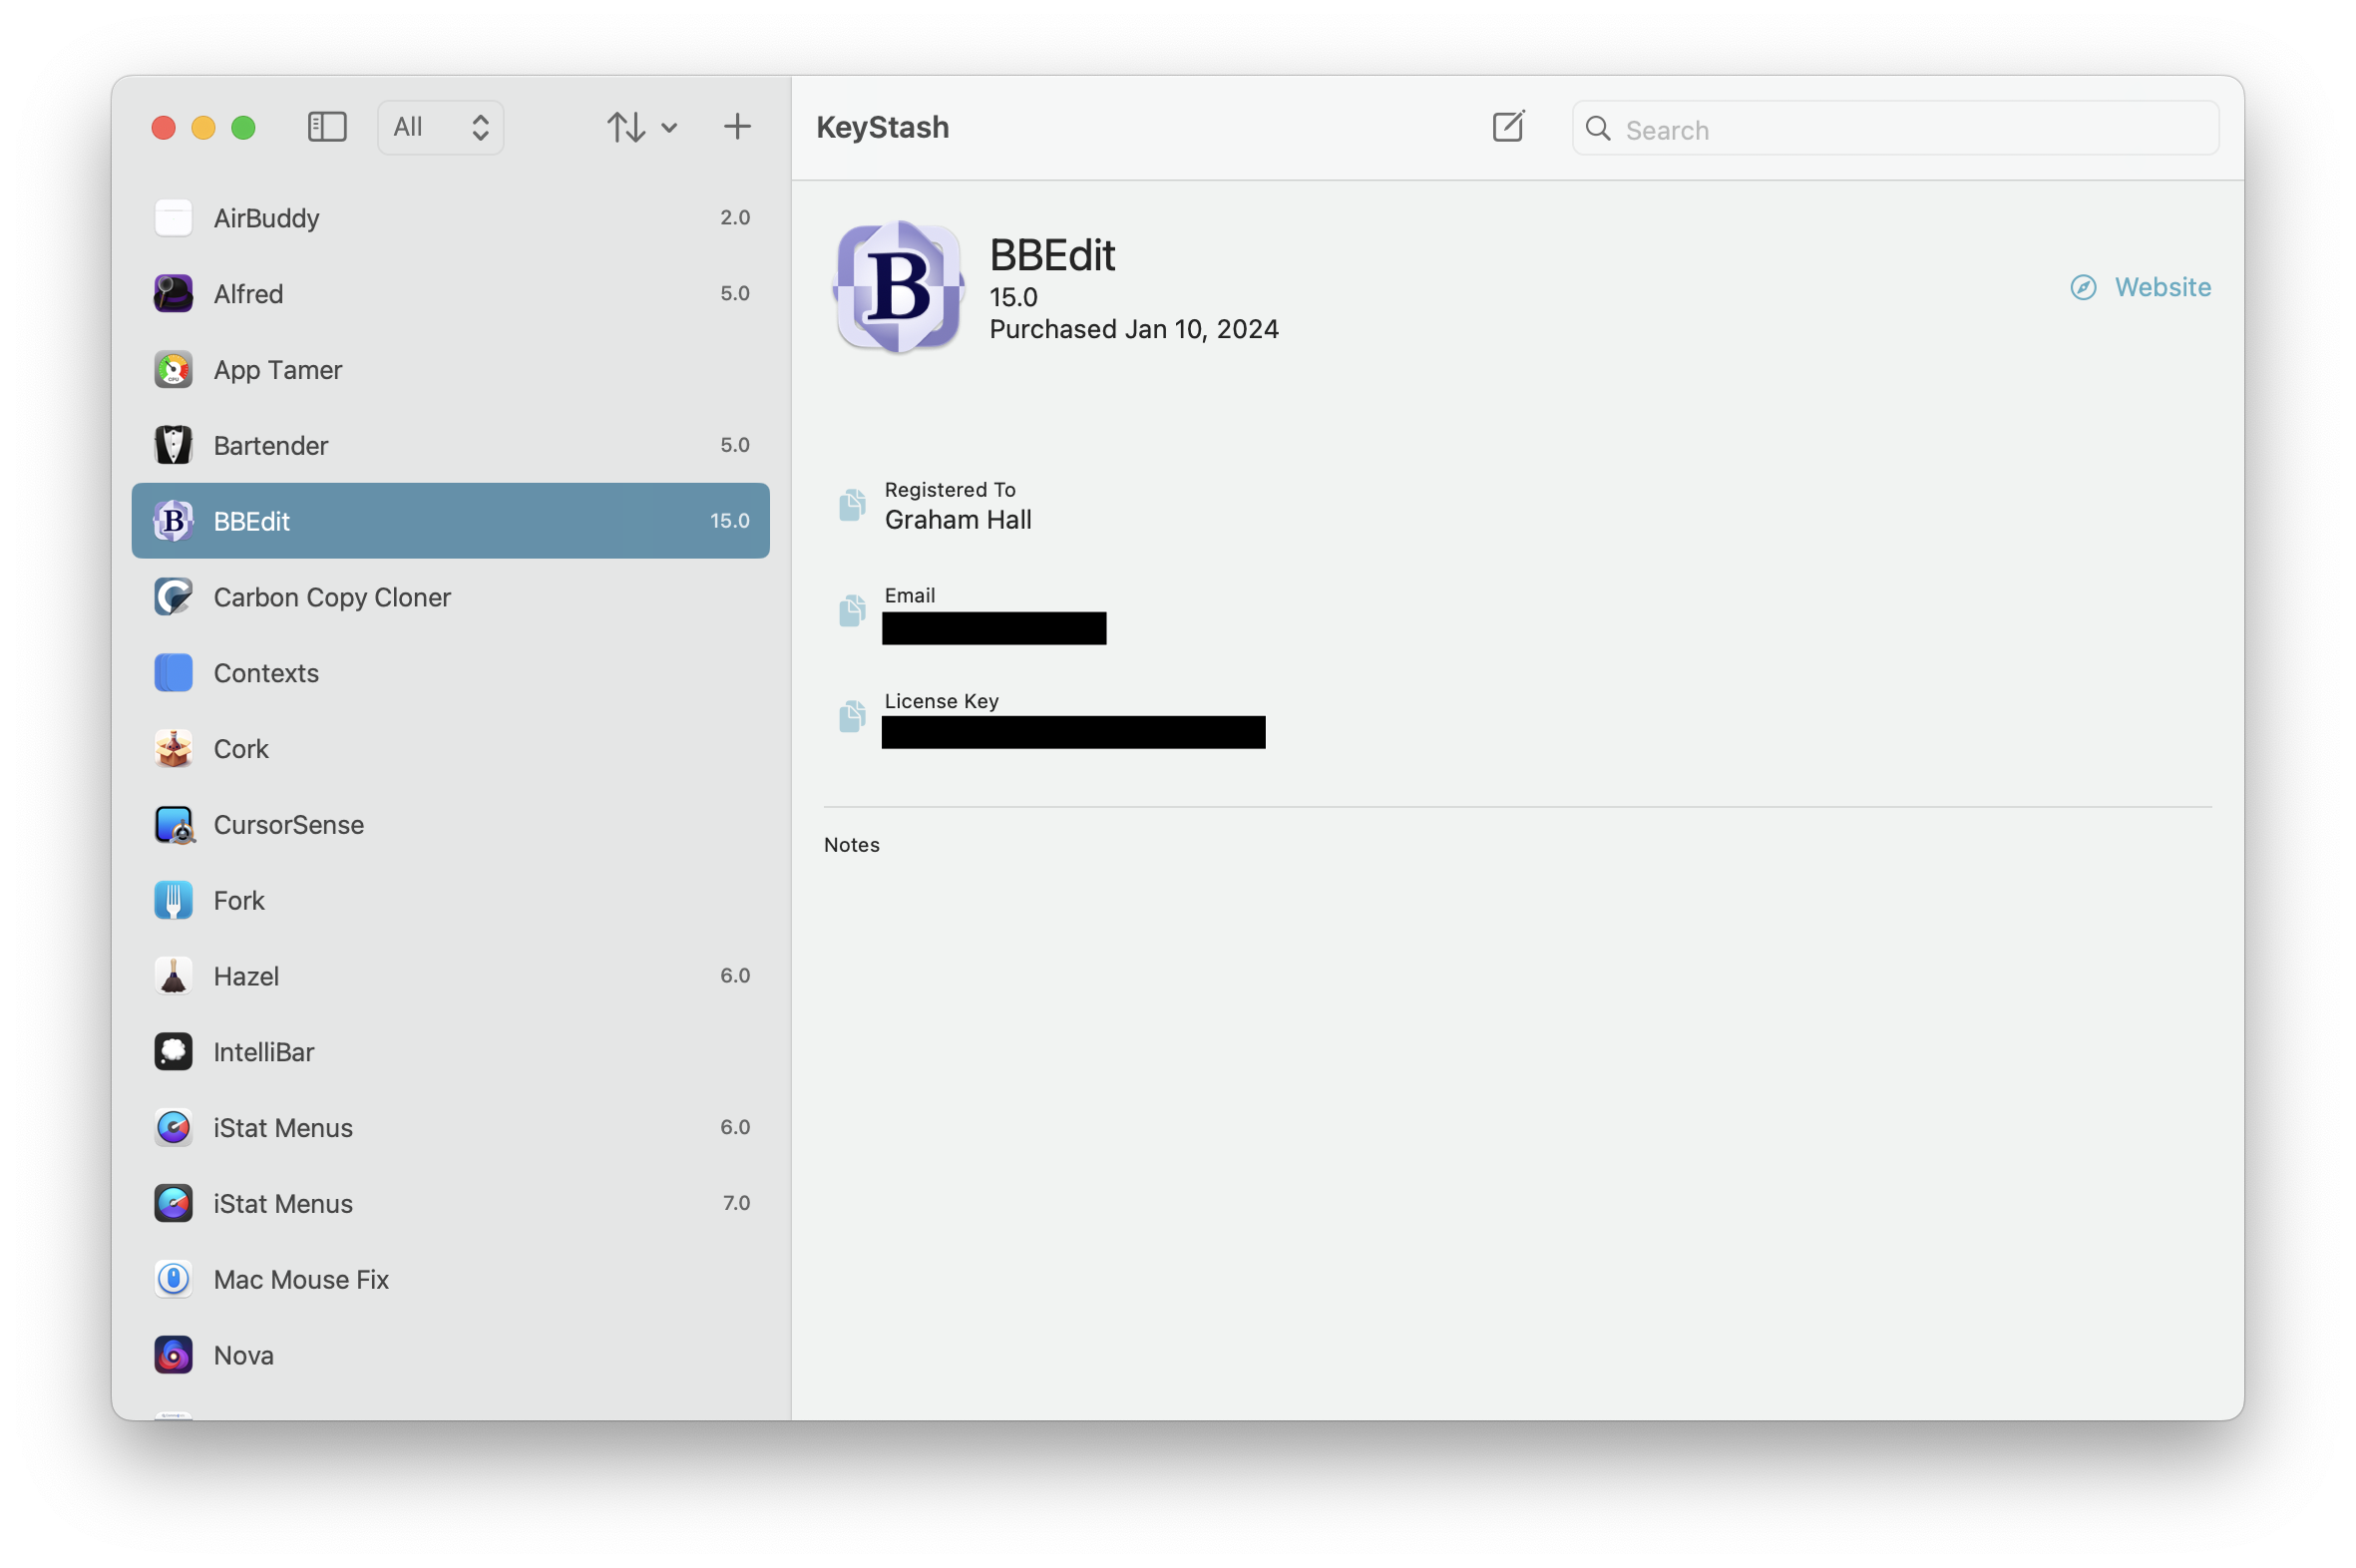 All
AirBuddy 2.0
Alfred 5.0
App Tamer
Bartender 5.0
BBEdit 15.0
Carbon Copy Cloner
Contexts
Cork
CursorSense
Fork
Hazel 6.0
IntelliBar
iStat Menus 6.0
iStat Menus 7.0
Mac Mouse Fix
Nova
KeyStash
Search
B
BBEdit
15.0
Purchased Jan 10, 2024
Website
Registered To
Graham Hall
Email
License Key
Notes